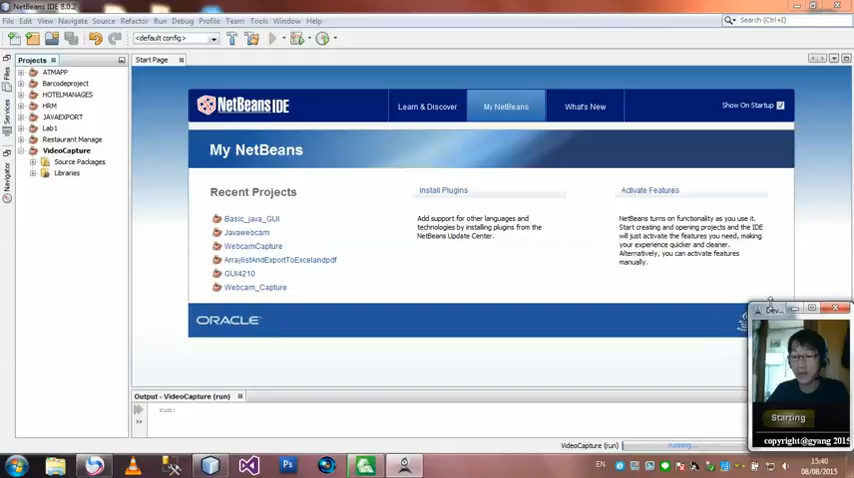 NetBeans IDE 8.0.2
File Edit View Navigate Source Refactor Run Debug Profile Team Tools Window Help
Search (Ctrl+I)
<default config>
Projects
Start Page
Files
Services
Navigator
ATMAPP
Barcodeproject
HOTELMANAGES
HRM
JAVAEXPORT
Lab1
Restaurant Manage
VideoCapture
Source Packages
Libraries
NetBeans IDE
Learn & Discover
My NetBeans
What's New
Show On Startup
My NetBeans
Recent Projects
Basic_java_GUI
Javawebcam
WebcamCapture
ArraylistAndExportToExcelandpdf
GUI4210
Webcam_Capture
Install Plugins
Add support for other languages and
technologies by installing plugins from the
NetBeans Update Center.
Activate Features
NetBeans turns on functionality as you use it.
Start creating and opening projects and the IDE
will just activate the features you need, making
your experience quicker and cleaner.
Alternatively, you can activate features
manually.
ORACLE
Dev...
Starting
copyright@gyang 2015
Output - VideoCapture (run)
run:
VideoCapture (run)
running...
EN
15:40
08/08/2015